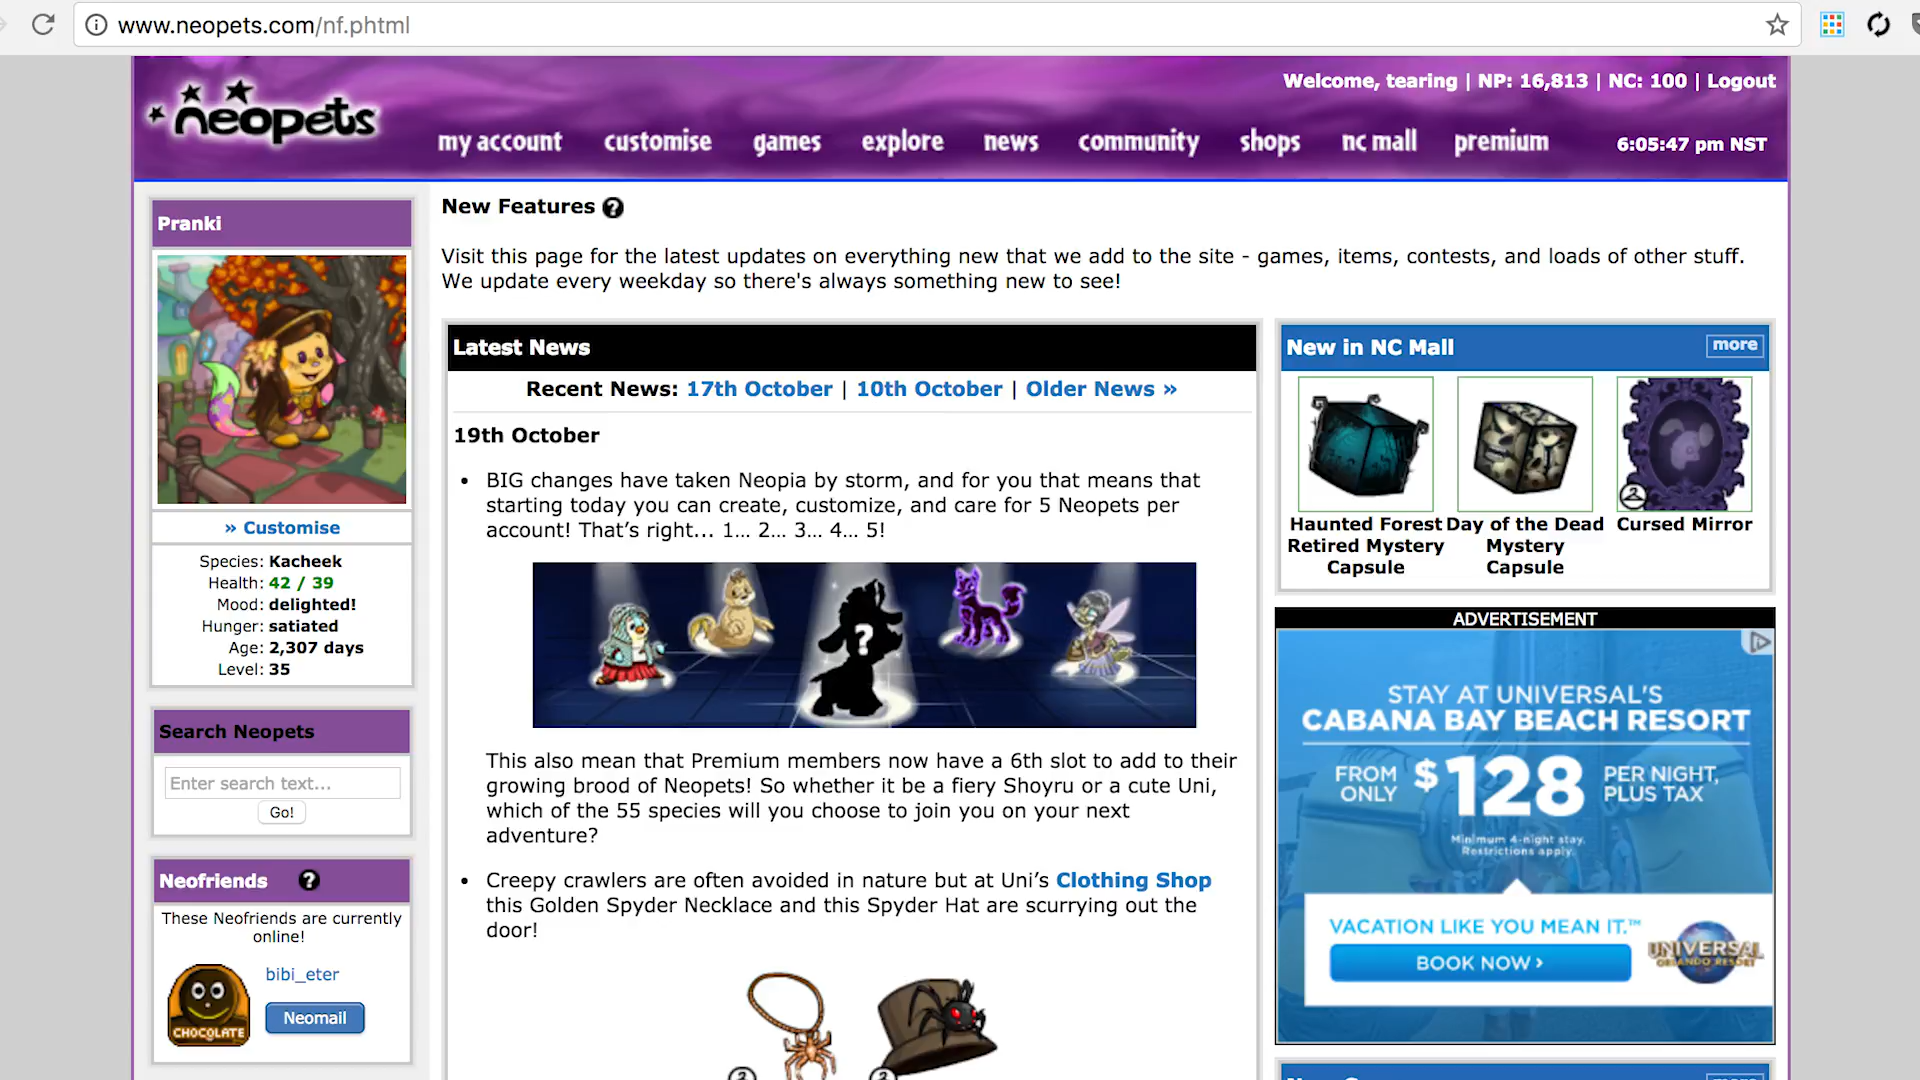 www.neopets.com/nf.phtml
neopets
Welcome, tearing | NP: 16,813 | NC: 100 | Logout
my account customise games explore news community shops nc mall premium 6:05:47 pm NST
Pranki
» Customise
Species: Kacheek
Health: 42 / 39
Mood: delighted!
Hunger: satiated
Age: 2,307 days
Level: 35
Search Neopets
Enter search text...
Go!
Neofriends ?
These Neofriends are currently
online!
bibi_eter
Neomail
CHOCOLATE
New Features ?
Visit this page for the latest updates on everything new that we add to the site - games, items, contests, and loads of other stuff.
We update every weekday so there's always something new to see!
Latest News
Recent News: 17th October | 10th October | Older News »
19th October
• BIG changes have taken Neopia by storm, and for you that means that
starting today you can create, customize, and care for 5 Neopets per
account! That’s right... 1... 2... 3... 4... 5!
?
This also mean that Premium members now have a 6th slot to add to their
growing brood of Neopets! So whether it be a fiery Shoyru or a cute Uni,
which of the 55 species will you choose to join you on your next
adventure?
• Creepy crawlers are often avoided in nature but at Uni’s Clothing Shop
this Golden Spyder Necklace and this Spyder Hat are scurrying out the
door!
New in NC Mall more
Haunted Forest
Retired Mystery
Capsule
Day of the Dead
Mystery
Capsule
Cursed Mirror
ADVERTISEMENT
STAY AT UNIVERSAL'S
CABANA BAY BEACH RESORT
FROM
ONLY
$128
PER NIGHT,
PLUS TAX
Minimum 4-night stay.
Restrictions apply.
VACATION LIKE YOU MEAN IT.™
BOOK NOW ›
UNIVERSAL
ORLANDO RESORT